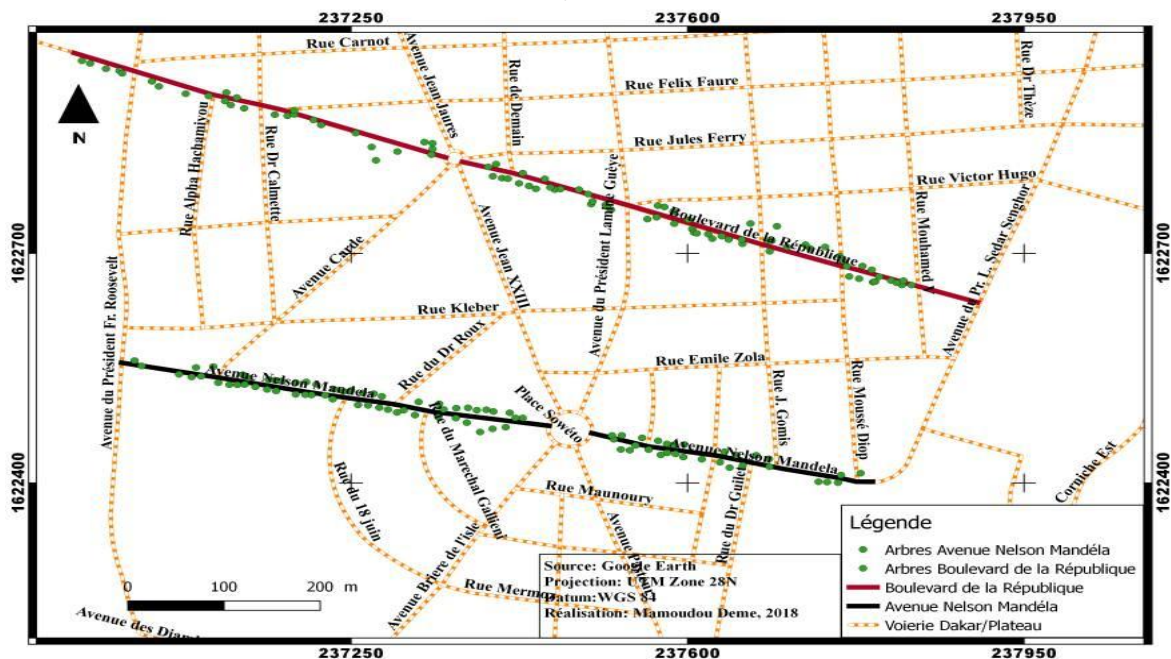 237250 237600 237950
Rue Carnot
Avenue Jean Jaures
Rue de Demain
Rue Felix Faure
Rue Dr Thèze
N
Rue Alpha Hachamiyou
Rue Dr Calmette
Rue Jules Ferry
Avenue du Président Lamine Guéye
Rue Victor Hugo
Boulevard de la République
Rue Mouhamed V
Avenue du Pr. L. Sedar Senghor
1622700 1622700
Avenue Carde
Avenue Jean XXIII
Avenue du Président Fr. Roosevelt
Rue Kleber
Rue du Dr Roux
Rue Emile Zola
Avenue Nelson Mandela
Place Sowéto
Rue J. Gomis
Rue Moussé Diop
Avenue Nelson Mandela
Rue du Marechal Gallieni
1622400 1622400
Rue du 18 juin
Rue Maunoury
Rue du Dr Guilet
Corniche Est
Avenue Briere de l'isle
Avenue
Rue Mermoz
Avenue des
0 100 200 m
Source: Google Earth
Projection: UTM Zone 28N
Datum:WGS 84
Réalisation: Mamoudou Deme, 2018
Légende
Arbres Avenue Nelson Mandéla
Arbres Boulevard de la République
Boulevard de la République
Avenue Nelson Mandéla
Voierie Dakar/Plateau
237250 237600 237950